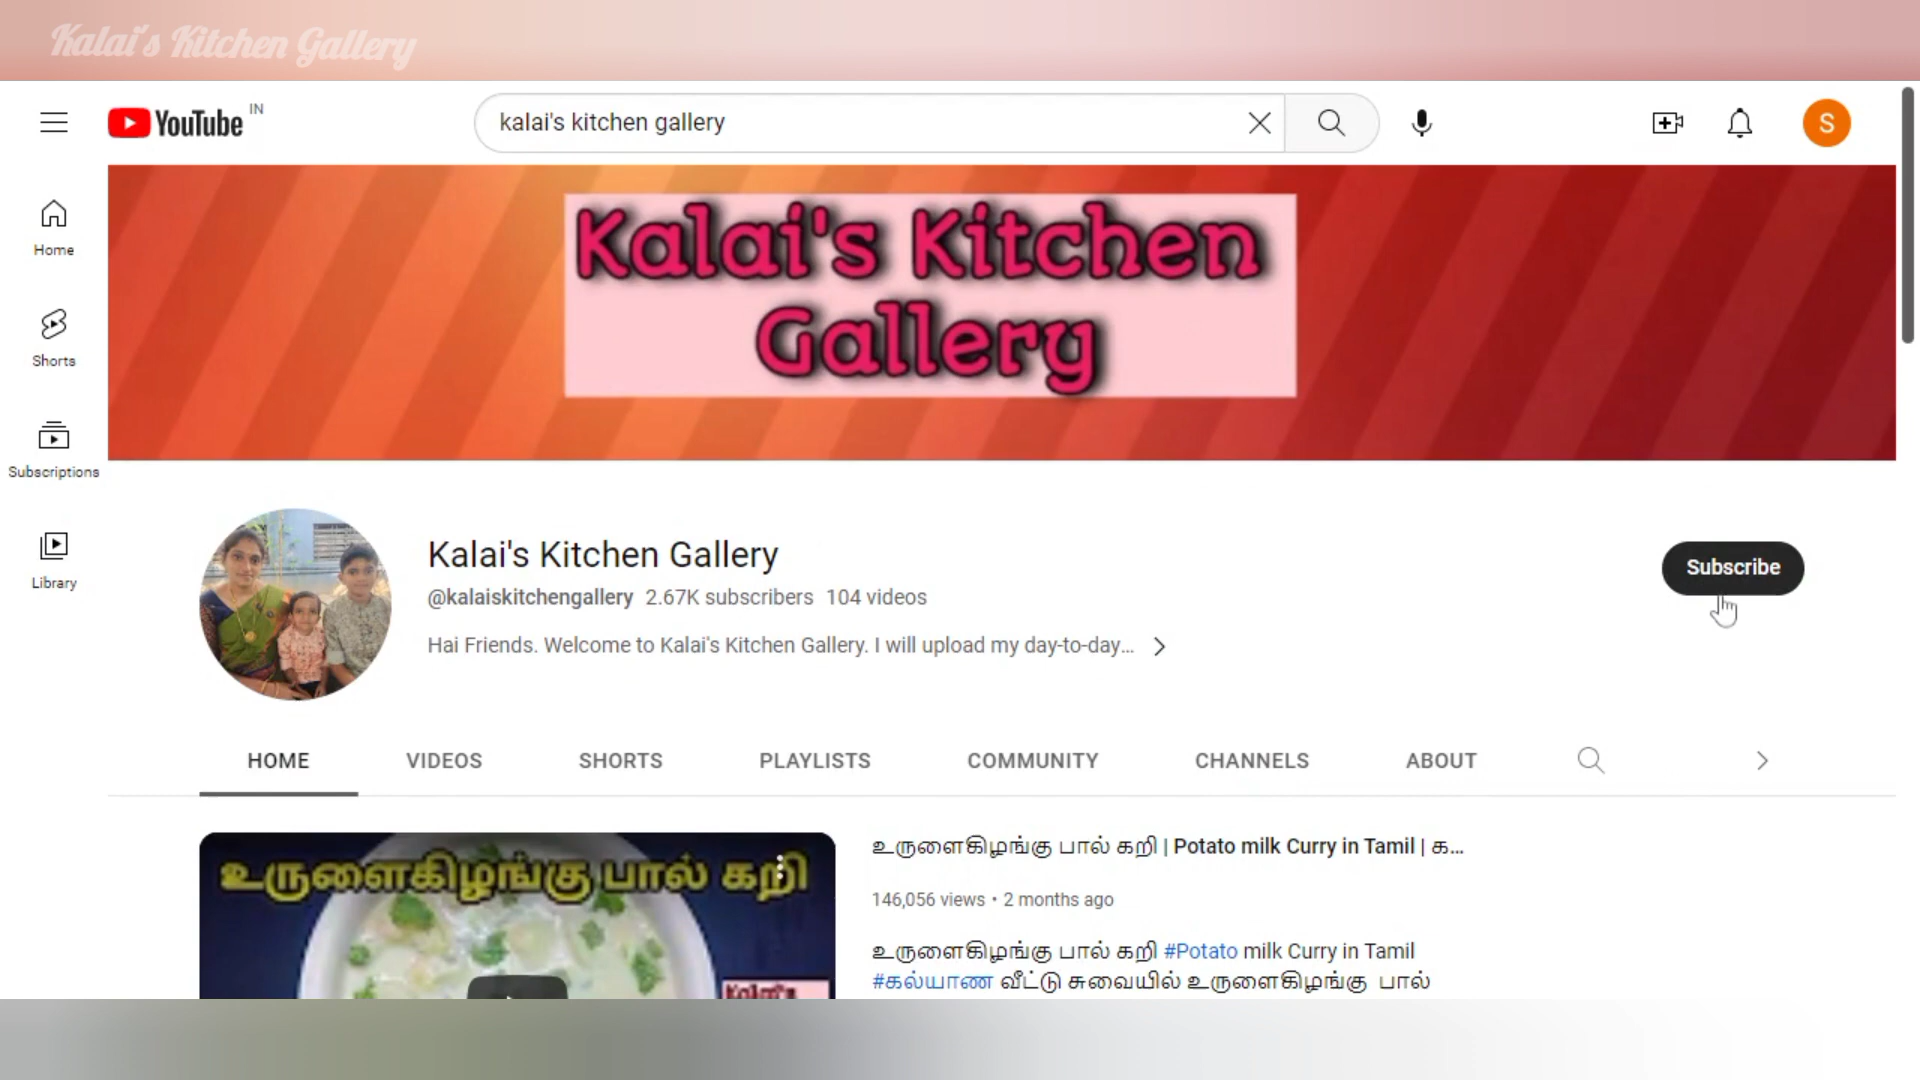 Kalai's Kitchen Gallery
YouTube IN
kalai's kitchen gallery
S
Kalai's Kitchen
Gallery
Home
Shorts
Subscriptions
Library
Kalai's Kitchen Gallery
@kalaiskitchengallery 2.67K subscribers 104 videos
Hai Friends. Welcome to Kalai's Kitchen Gallery. I will upload my day-to-day...
Subscribe
HOME VIDEOS SHORTS PLAYLISTS COMMUNITY CHANNELS ABOUT
உருளைகிழங்கு பால் கறி
Kalai's
உருளைகிழங்கு பால் கறி | Potato milk Curry in Tamil | க...
146,056 views • 2 months ago
உருளைகிழங்கு பால் கறி #Potato milk Curry in Tamil
#கல்யாண வீட்டு சுவையில் உருளைகிழங்கு பால்